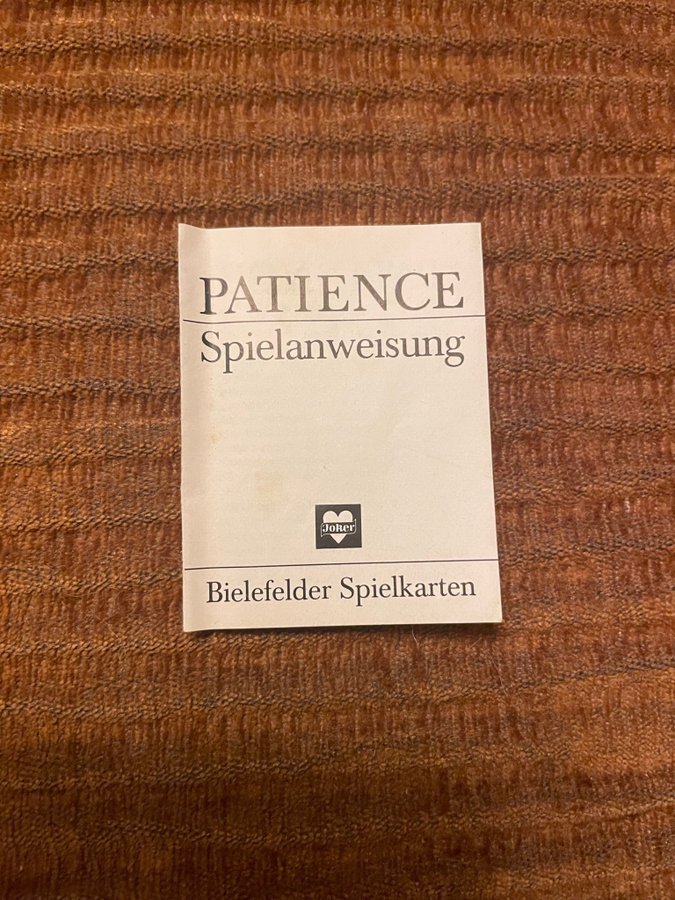 PATIENCE
Spielanweisung
Joker
Bielefelder Spielkarten